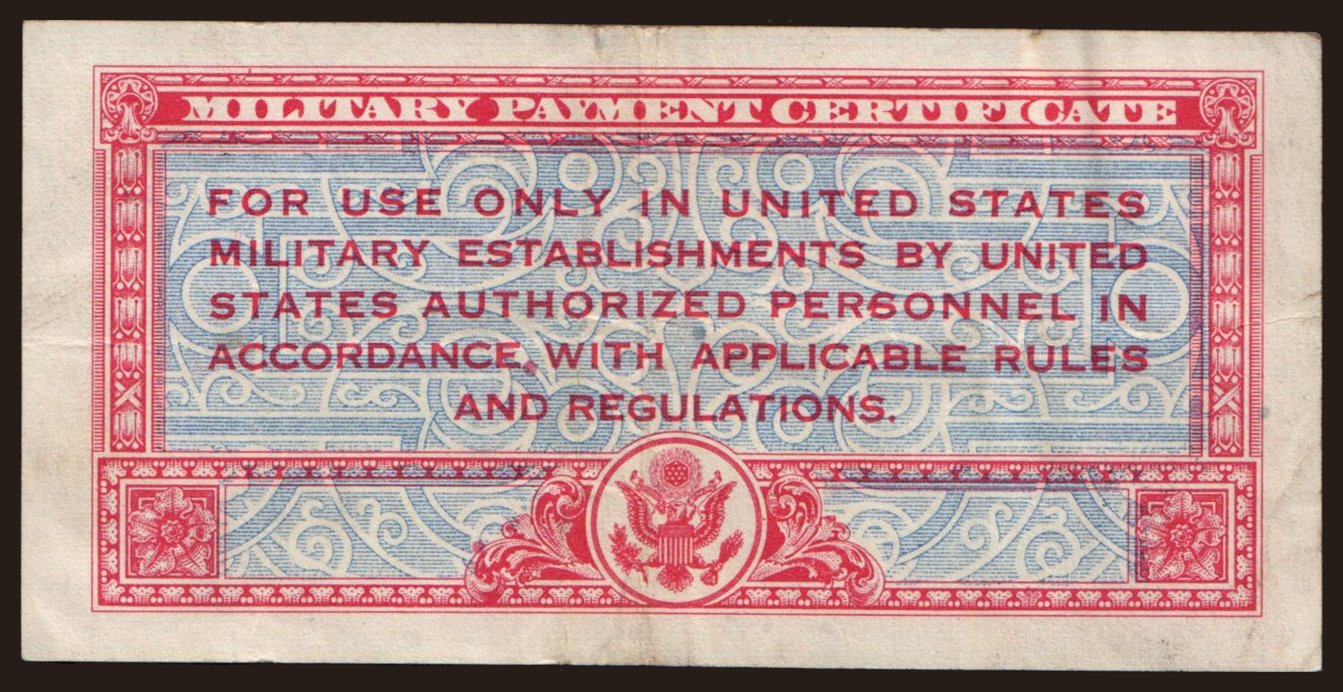 MILITARY PAYMENT CERTIFICATE
FOR USE ONLY IN UNITED STATES
MILITARY ESTABLISHMENTS BY UNITED
STATES AUTHORIZED PERSONNEL IN
ACCORDANCE WITH APPLICABLE RULES
AND REGULATIONS.